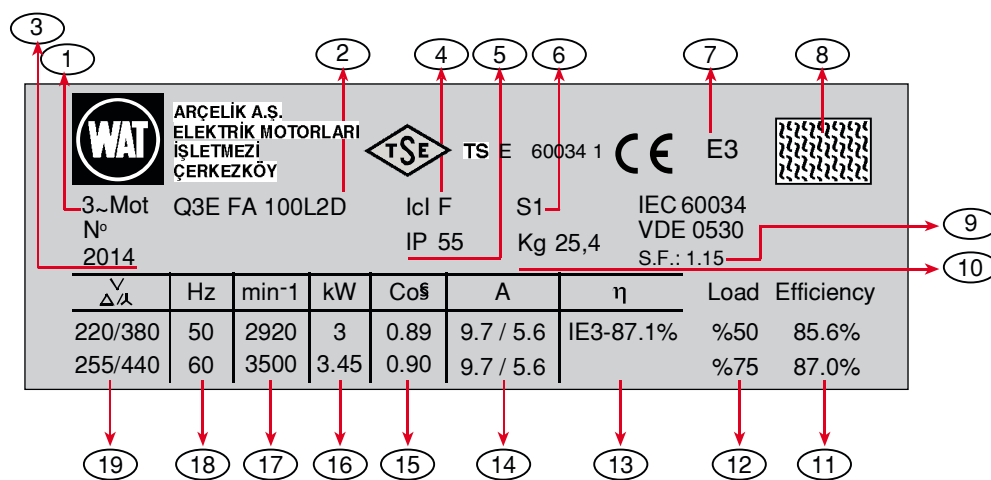 3
1
2
4
5
6
7
8
WAT
ARÇELİK A.Ş.
ELEKTRİK MOTORLARI
İŞLETMEZİ
ÇERKEZKÖY
TSE
TS E 60034 1
CE
E3
3~Mot
Q3E FA 100L2D
Icl F
S1
IEC 60034
Nº
IP 55
Kg 25,4
VDE 0530
2014
S.F.: 1.15
9
10
V
Δ/⅄
Hz
min-1
kW
Co§
A
η
Load
Efficiency
220/380 50 2920 3 0.89 9.7 / 5.6 IE3-87.1% %50 85.6%
255/440 60 3500 3.45 0.90 9.7 / 5.6 %75 87.0%
19
18
17
16
15
14
13
12
11